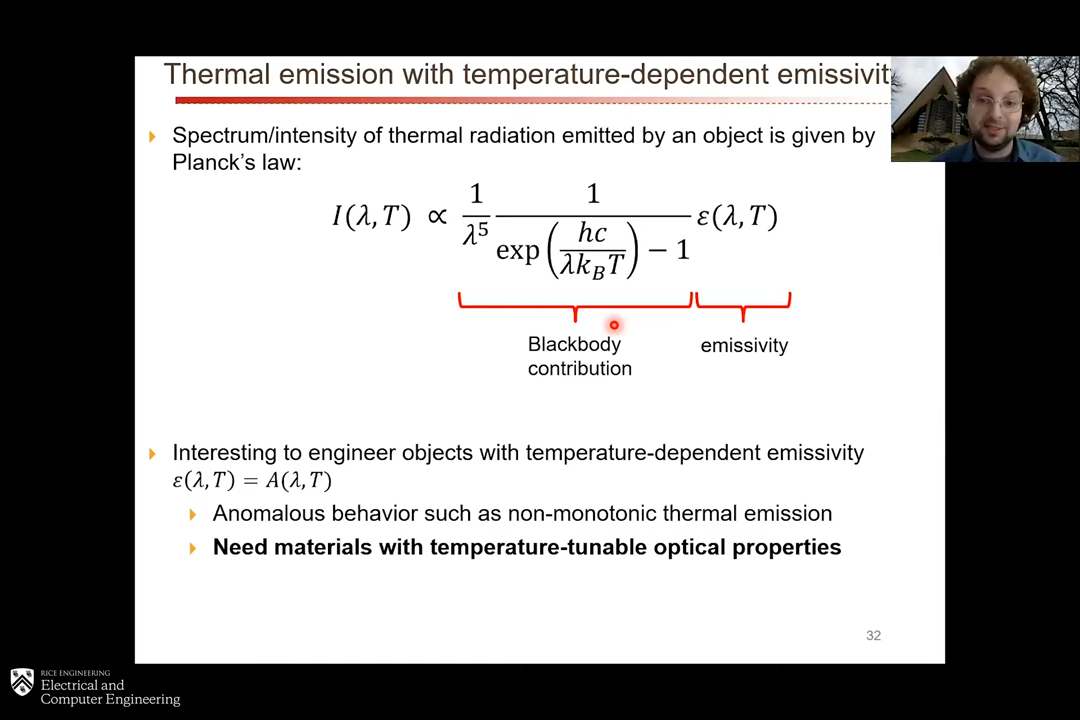 Thermal emission with temperature-dependent emissivit
Spectrum/intensity of thermal radiation emitted by an object is given by
Planck's law:
I(λ,T) ∝ 1/λ⁵ 1/(exp(hc/(λk_BT)) − 1) ε(λ,T)
Blackbody
contribution
emissivity
Interesting to engineer objects with temperature-dependent emissivity
ε(λ,T) = A(λ,T)
Anomalous behavior such as non-monotonic thermal emission
Need materials with temperature-tunable optical properties
32
RICE ENGINEERING
Electrical and
Computer Engineering